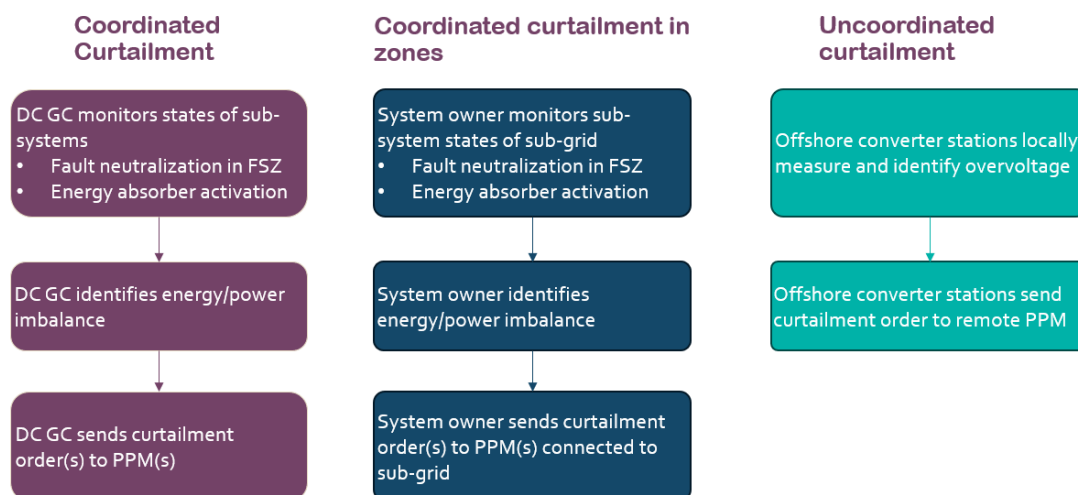 Coordinated
Curtailment
DC GC monitors states of sub-
systems
• Fault neutralization in FSZ
• Energy absorber activation
DC GC identifies energy/power
imbalance
DC GC sends curtailment
order(s) to PPM(s)
Coordinated curtailment in
zones
System owner monitors sub-
system states of sub-grid
• Fault neutralization in FSZ
• Energy absorber activation
System owner identifies
energy/power imbalance
System owner sends curtailment
order(s) to PPM(s) connected to
sub-grid
Uncoordinated
curtailment
Offshore converter stations locally
measure and identify overvoltage
Offshore converter stations send
curtailment order to remote PPM